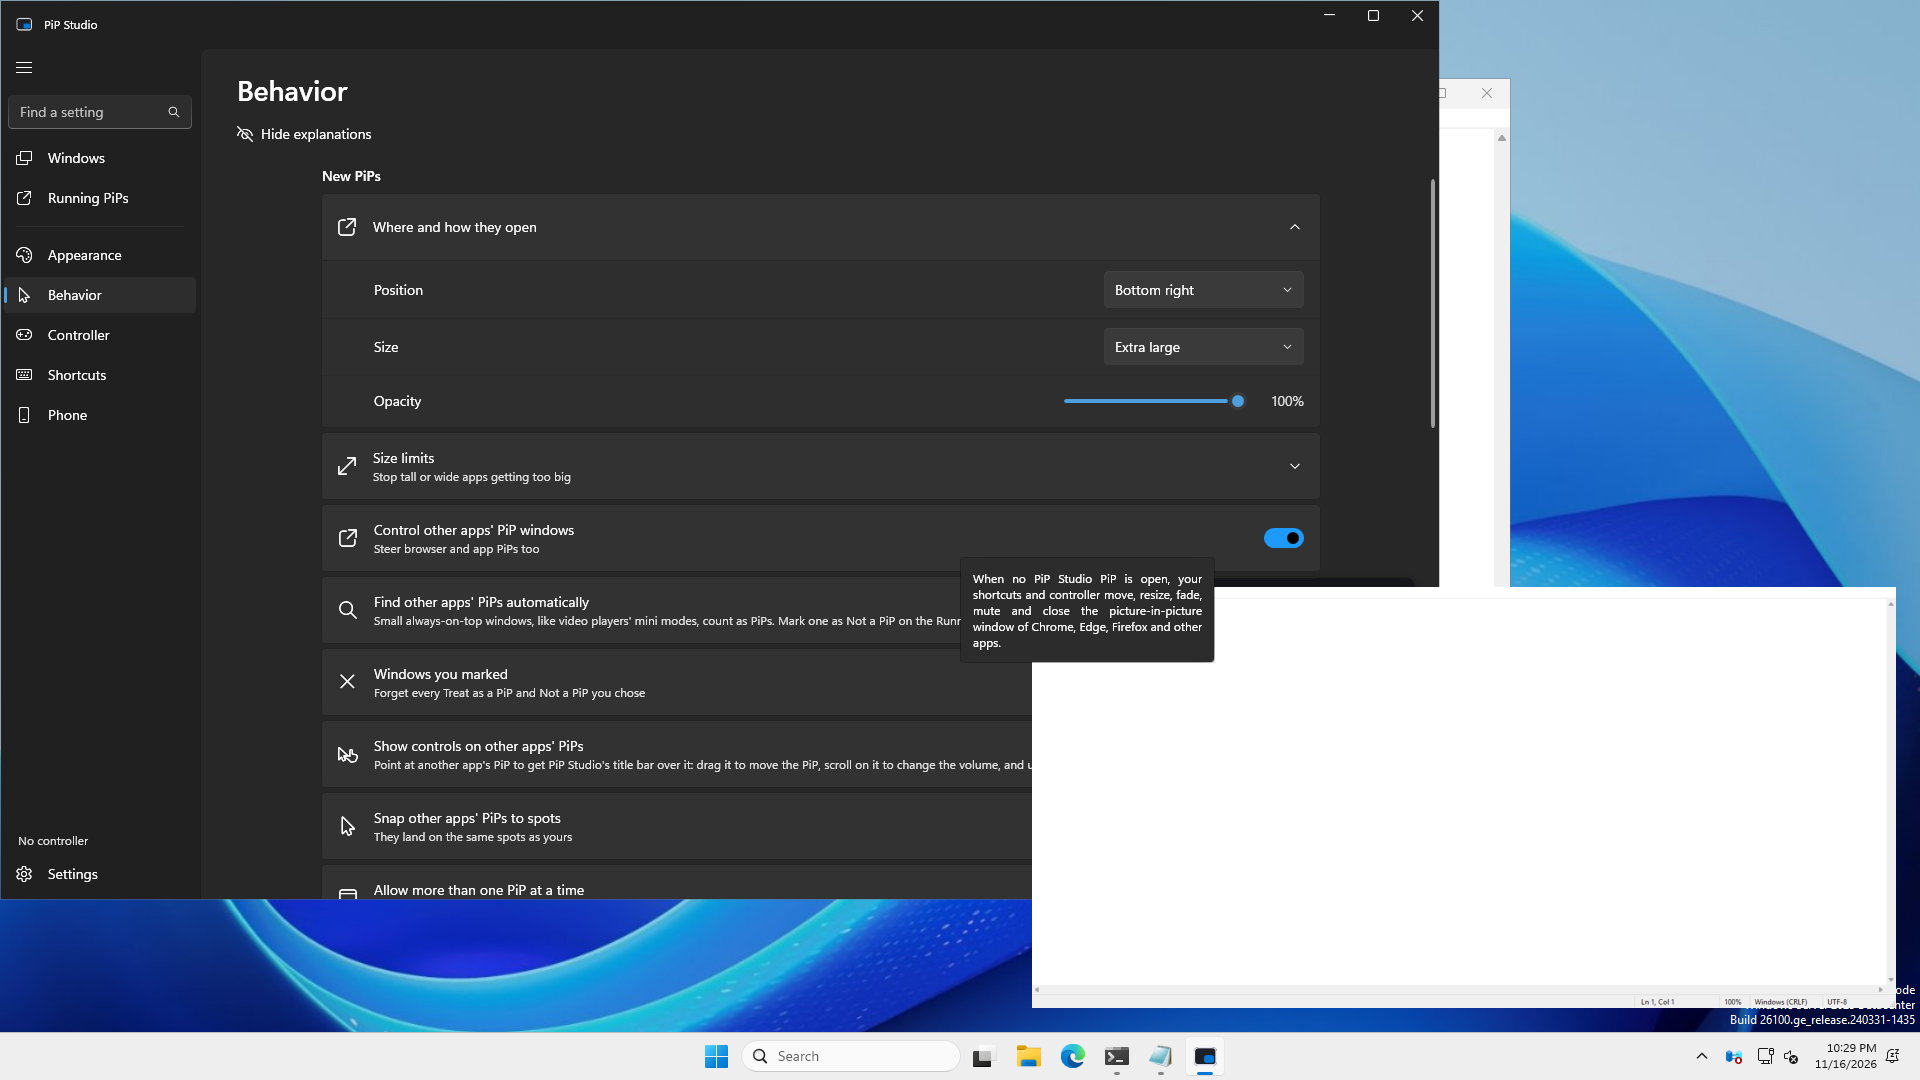 PiP Studio
Find a setting
Windows
Running PiPs
Appearance
Behavior
Controller
Shortcuts
Phone
No controller
Settings
Behavior
Hide explanations
New PiPs
Where and how they open
Position
Bottom right
Size
Extra large
Opacity
100%
Size limits
Stop tall or wide apps getting too big
Control other apps' PiP windows
Steer browser and app PiPs too
When no PiP Studio PiP is open, your
shortcuts and controller move, resize, fade,
mute and close the picture-in-picture
window of Chrome, Edge, Firefox and other
apps.
Find other apps' PiPs automatically
Small always-on-top windows, like video players' mini modes, count as PiPs. Mark one as Not a PiP on the
Windows you marked
Forget every Treat as a PiP and Not a PiP you chose
Show controls on other apps' PiPs
Point at another app's PiP to get PiP Studio's title bar over it: drag it to move the PiP, scroll on it to change the volume, and
Snap other apps' PiPs to spots
They land on the same spots as yours
Allow more than one PiP at a time
Ln 1, Col 1
100%
Windows (CRLF)
UTF-8
Build 26100.ge_release.240331-1435
Search
10:29 PM
11/16/2026